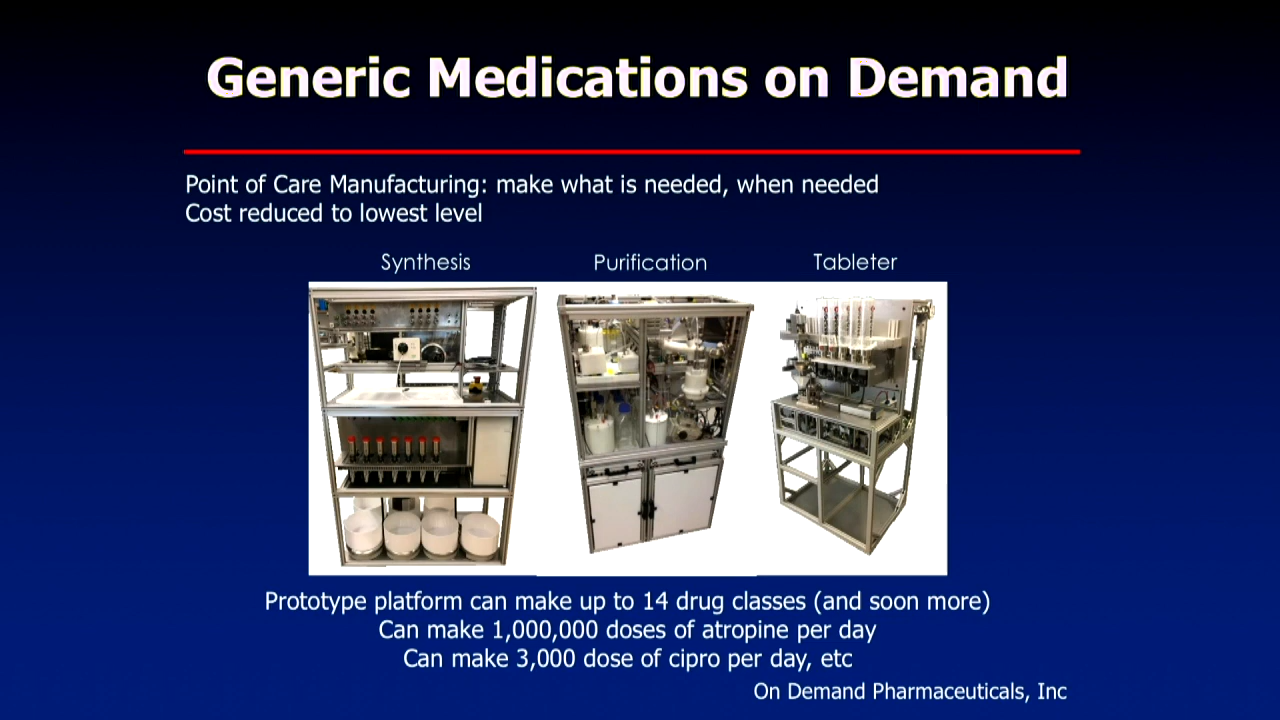 Generic Medications on Demand
Point of Care Manufacturing: make what is needed, when needed
Cost reduced to lowest level
Synthesis Purification Tableter
Prototype platform can make up to 14 drug classes (and soon more)
Can make 1,000,000 doses of atropine per day
Can make 3,000 dose of cipro per day, etc
On Demand Pharmaceuticals, Inc